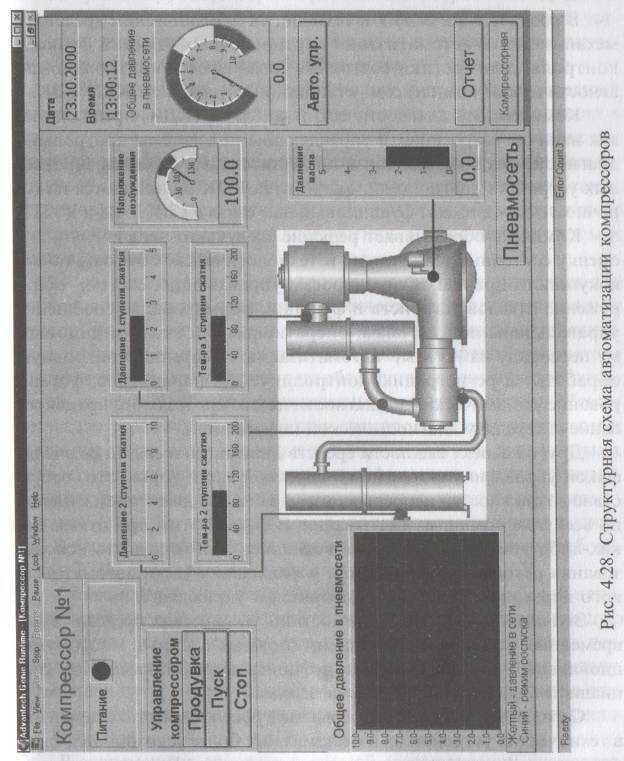 Advantech Genie Runtime - [Компрессор №1]
File View Stop Pause Lock Window Help
Компрессор №1
Питание
Управление
компрессором
Продувка
Пуск
Стоп
Давление 2 ступени сжатия
0 2 4 6 8 10
Тем-ра 2 ступени сжатия
0 40 80 120 160 200
Давление 1 ступени сжатия
0 1 2 3 4 5
Тем-ра 1 ступени сжатия
0 40 80 120 160 200
Напряжение
возбуждения
100.0
Дата
23.10.2000
Время
13:00:12
Общее давление
в пневмосети
0.0
Авто. упр.
Отчет
Компрессорная
Давление
масла
5
4
3
2
1
0
0.0
Пневмосеть
Общее давление в пневмосети
10.0
9.0
8.0
7.0
6.0
5.0
4.0
3.0
2.0
1.0
0.0
Желтый - давление в сети
Синий - режим роспуска
Ready
Error Count 3
Рис. 4.28. Структурная схема автоматизации компрессоров